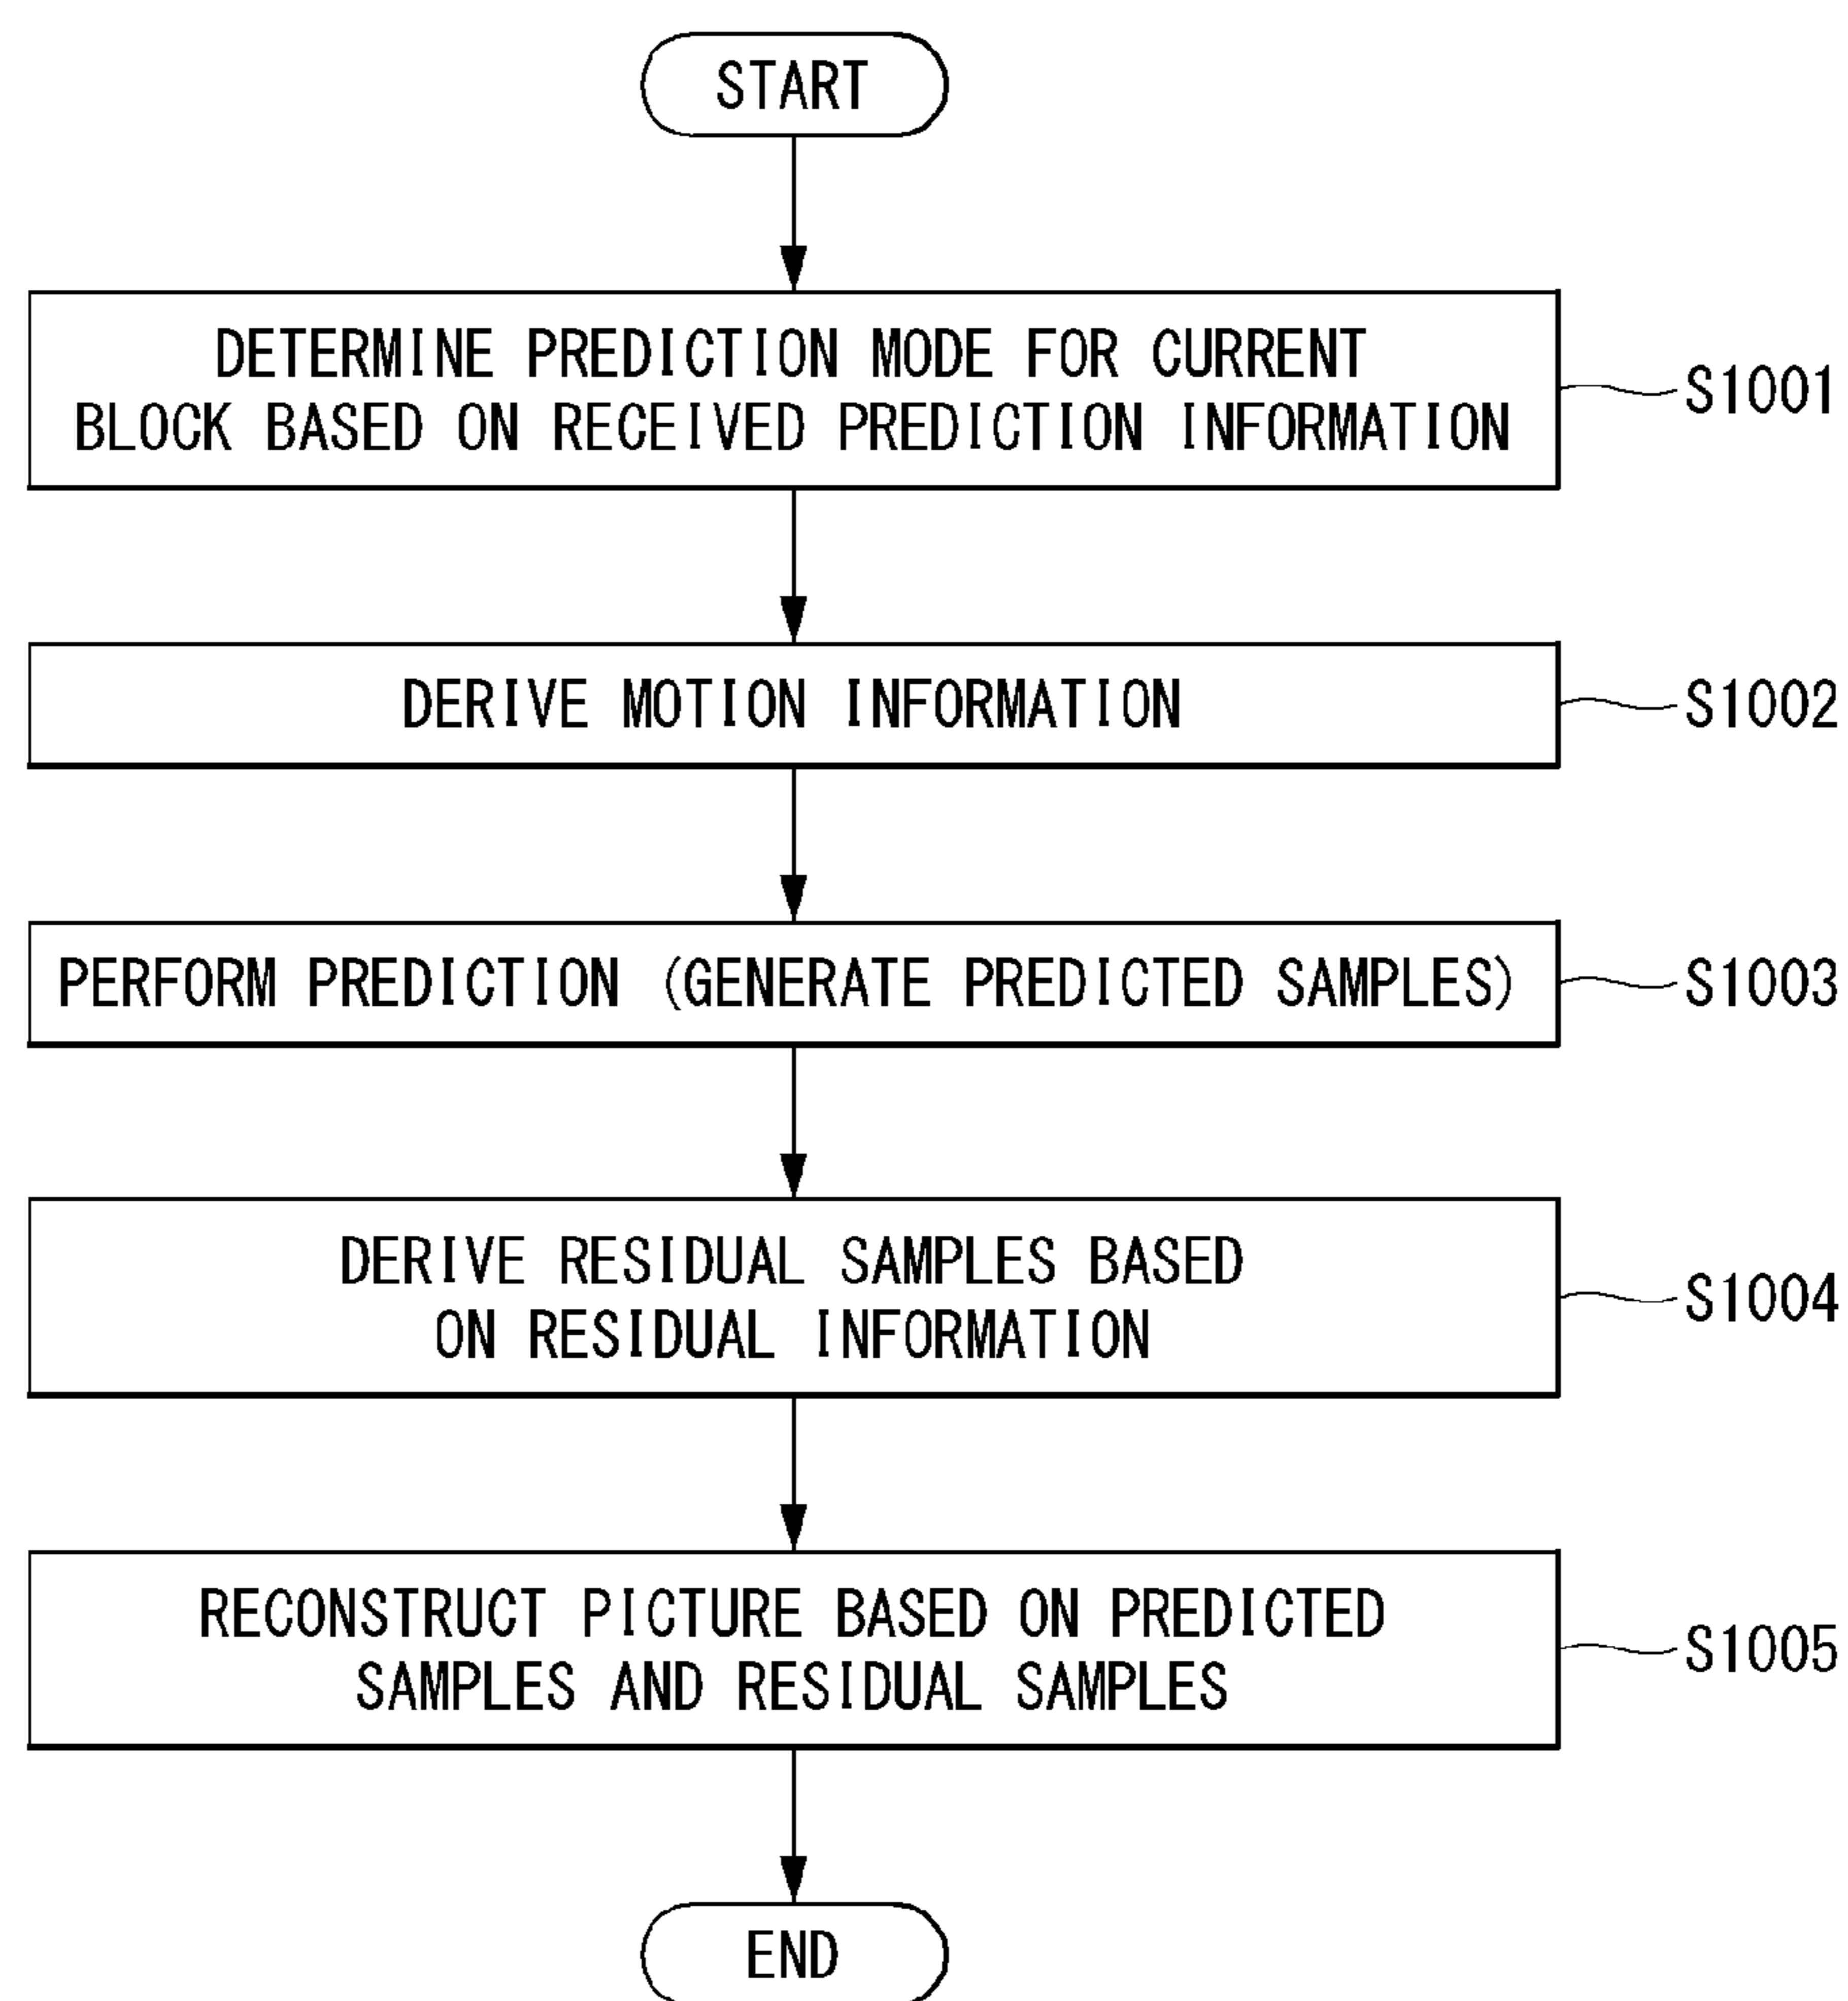 START
DETERMINE PREDICTION MODE FOR CURRENT
BLOCK BASED ON RECEIVED PREDICTION INFORMATION
S1001
DERIVE MOTION INFORMATION
S1002
PERFORM PREDICTION (GENERATE PREDICTED SAMPLES)
S1003
DERIVE RESIDUAL SAMPLES BASED
ON RESIDUAL INFORMATION
S1004
RECONSTRUCT PICTURE BASED ON PREDICTED
SAMPLES AND RESIDUAL SAMPLES
S1005
END